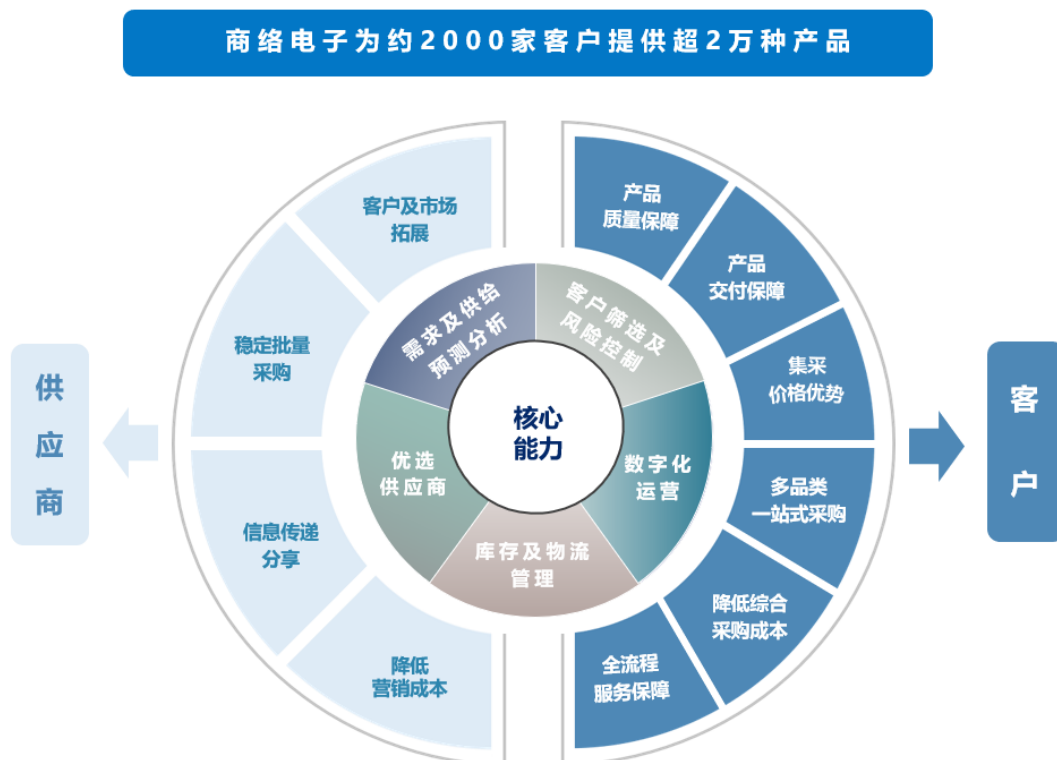 商络电子为约2000家客户提供超2万种产品
客户及市场
拓展
稳定批量
采购
信息传递
分享
降低
营销成本
供
应
商
需求及供给
预测分析
客户筛选及
风险控制
优选
供应商
数字化
运营
库存及物流
管理
核心
能力
产品
质量保障
产品
交付保障
集采
价格优势
多品类
一站式采购
降低综合
采购成本
全流程
服务保障
客
户